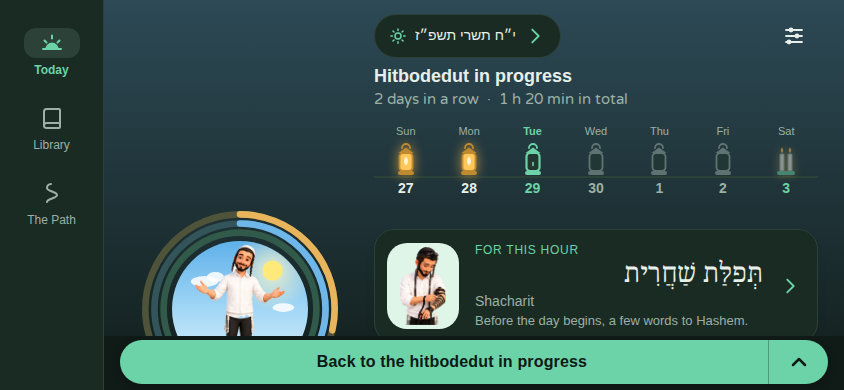 Today
Library
The Path
י״ח תשרי תשפ״ז
Hitbodedut in progress
2 days in a row · 1 h 20 min in total
Sun Mon Tue Wed Thu Fri Sat
27 28 29 30 1 2 3
FOR THIS HOUR
תְּפִלַּת שַׁחֲרִית
Shacharit
Before the day begins, a few words to Hashem.
Back to the hitbodedut in progress